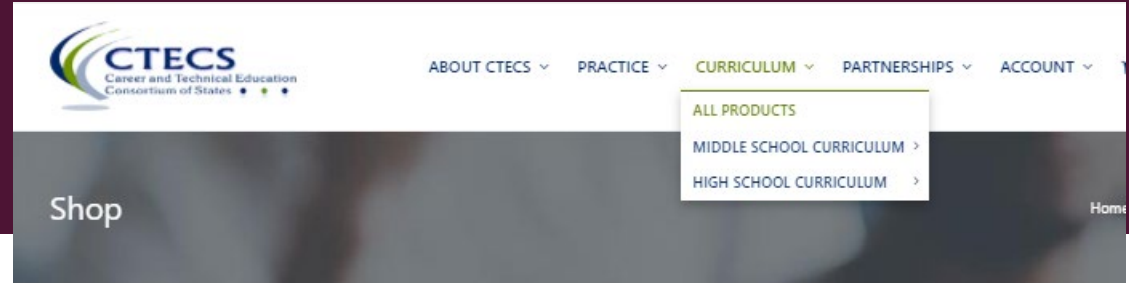 CTECS
Career and Technical Education
Consortium of States
ABOUT CTECS PRACTICE CURRICULUM PARTNERSHIPS ACCOUNT
ALL PRODUCTS
MIDDLE SCHOOL CURRICULUM >
HIGH SCHOOL CURRICULUM >
Shop
Home